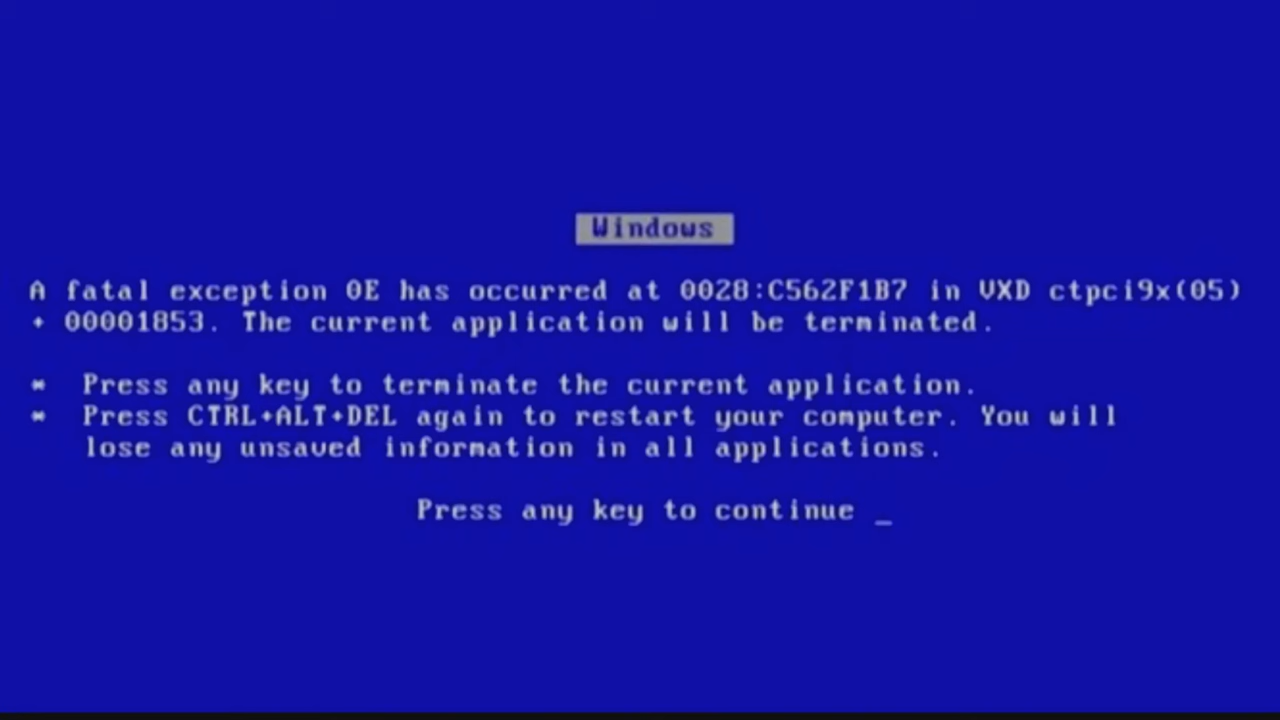 Windows
A fatal exception 0E has occurred at 0028:C562F1B7 in VXD ctpci9x(05)
+ 00001853. The current application will be terminated.
*  Press any key to terminate the current application.
*  Press CTRL+ALT+DEL again to restart your computer. You will
lose any unsaved information in all applications.
Press any key to continue _